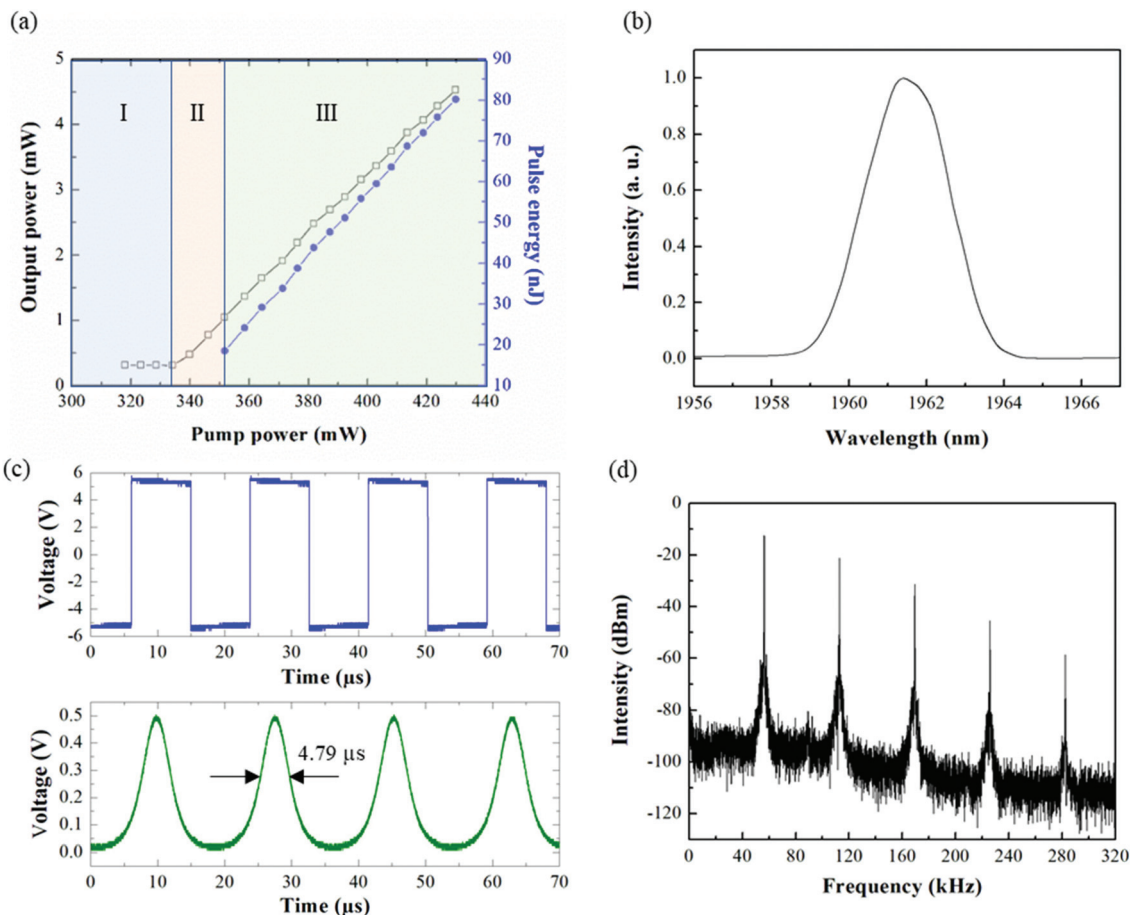 (a)
5
4
3
2
1
0
Output power (mW)
I
II
III
90
80
70
60
50
40
30
20
10
Pulse energy (nJ)
300 320 340 360 380 400 420 440
Pump power (mW)
(b)
1.0
0.8
0.6
0.4
0.2
0.0
Intensity (a. u.)
1956 1958 1960 1962 1964 1966
Wavelength (nm)
(c)
6
4
2
0
-2
-4
-6
Voltage (V)
0 10 20 30 40 50 60 70
Time (µs)
0.5
0.4
0.3
0.2
0.1
0.0
Voltage (V)
4.79 µs
0 10 20 30 40 50 60 70
Time (µs)
(d)
0
-20
-40
-60
-80
-100
-120
Intensity (dBm)
0 40 80 120 160 200 240 280 320
Frequency (kHz)